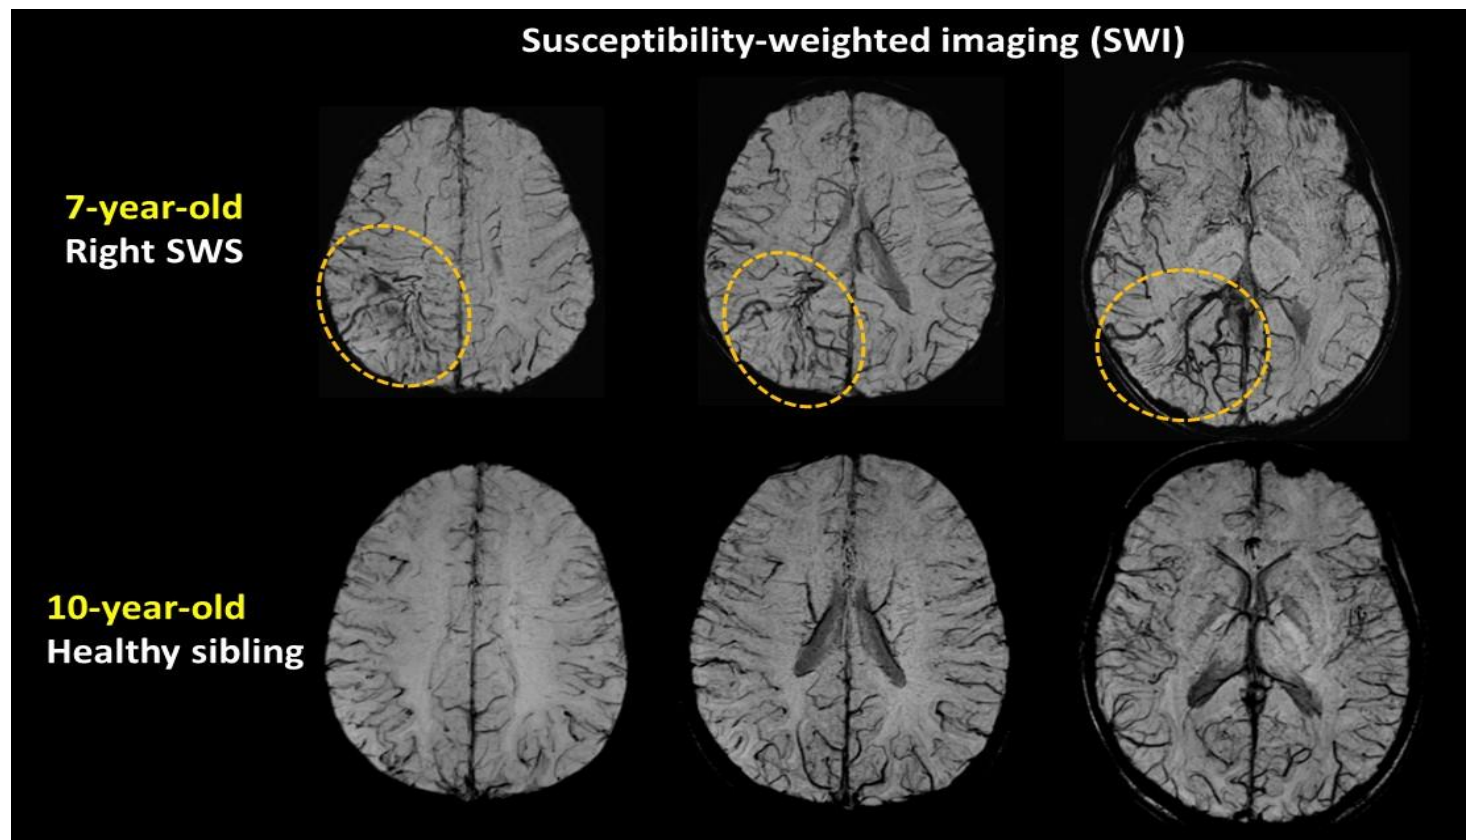 Susceptibility-weighted imaging (SWI)
7-year-old
Right SWS
10-year-old
Healthy sibling